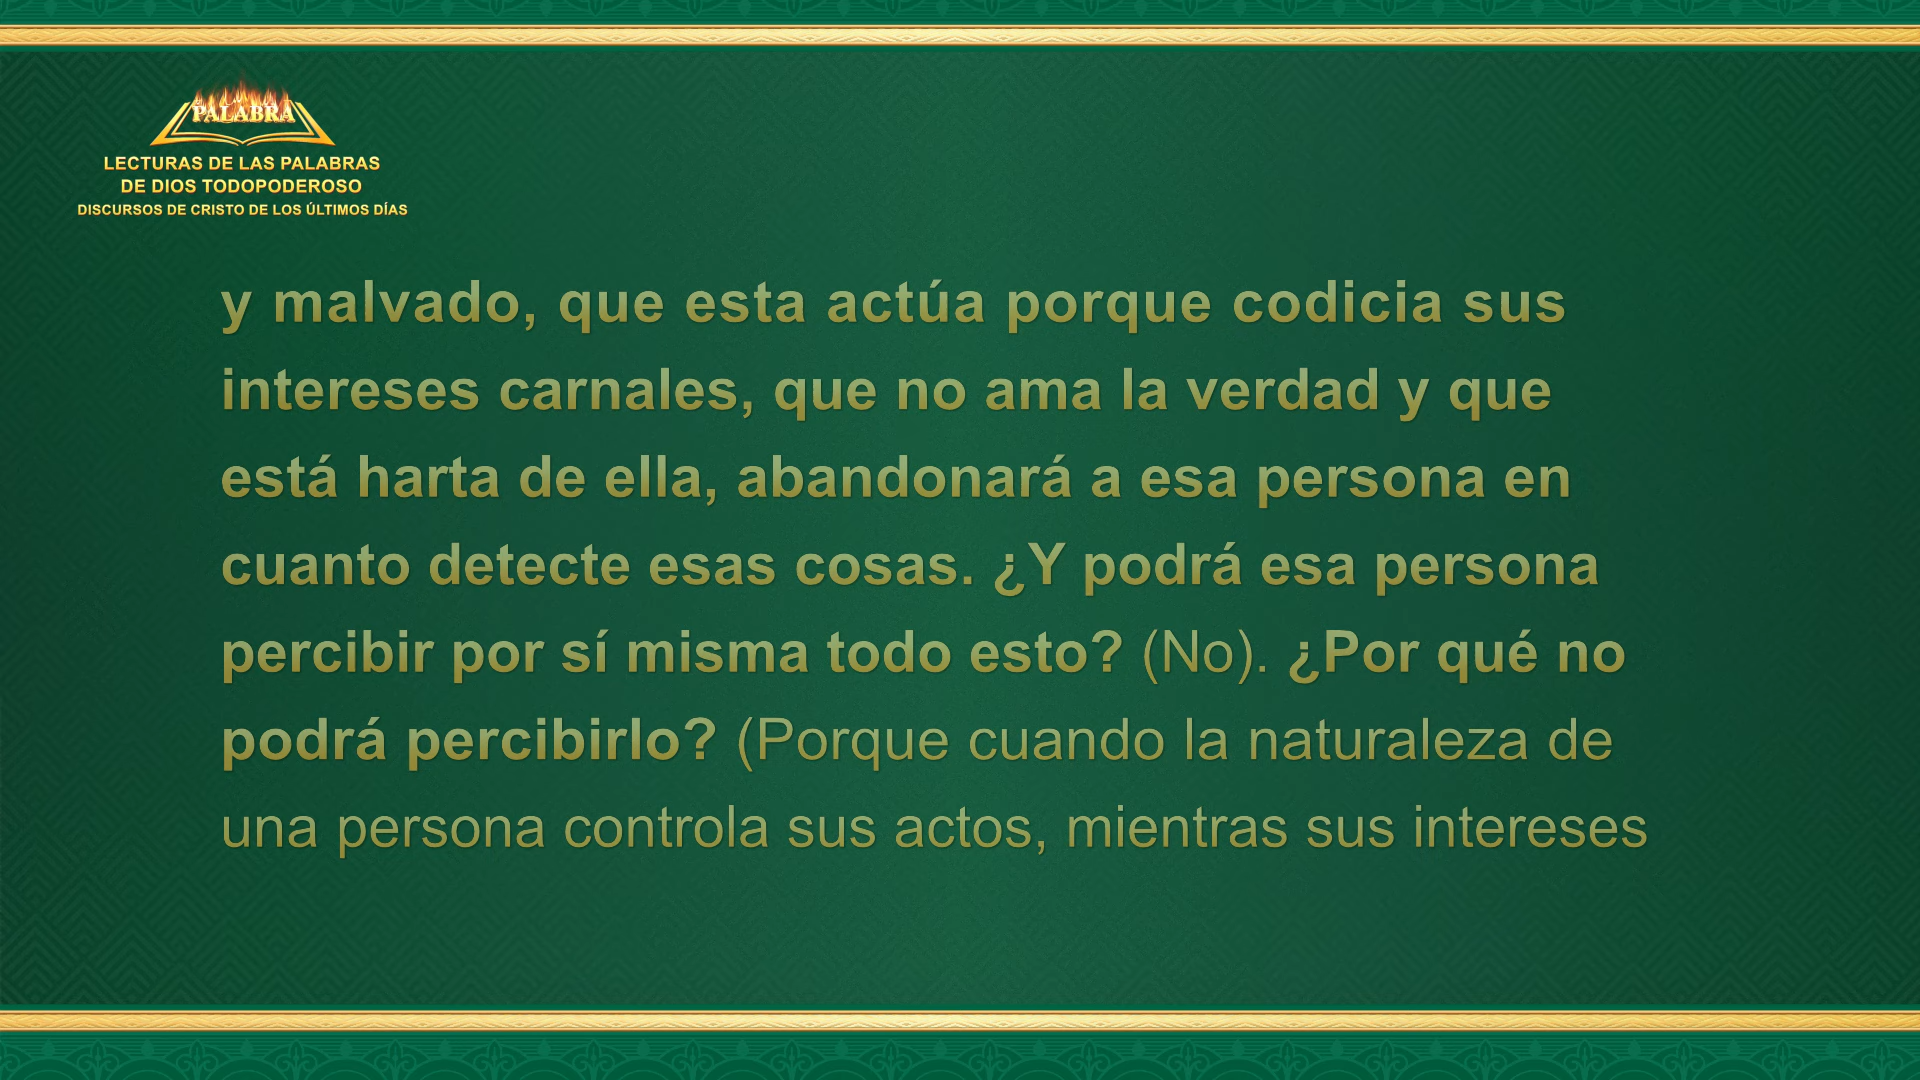 PALABRA
LECTURAS DE LAS PALABRAS
DE DIOS TODOPODEROSO
DISCURSOS DE CRISTO DE LOS ÚLTIMOS DÍAS
y malvado, que esta actúa porque codicia sus
intereses carnales, que no ama la verdad y que
está harta de ella, abandonará a esa persona en
cuanto detecte esas cosas. ¿Y podrá esa persona
percibir por sí misma todo esto? (No). ¿Por qué no
podrá percibirlo? (Porque cuando la naturaleza de
una persona controla sus actos, mientras sus intereses